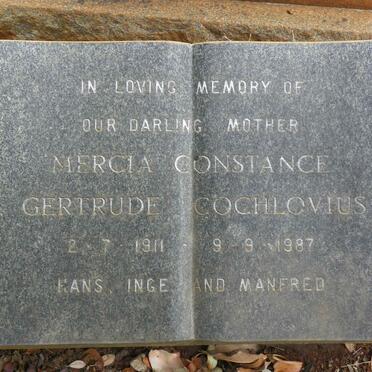 IN LOVING MEMORY OF
OUR DARLING MOTHER
MERCIA CONSTANCE
GERTRUDE COCHLOVIUS
2-7-1911 - 9-9-1987
HANS, INGE AND MANFRED